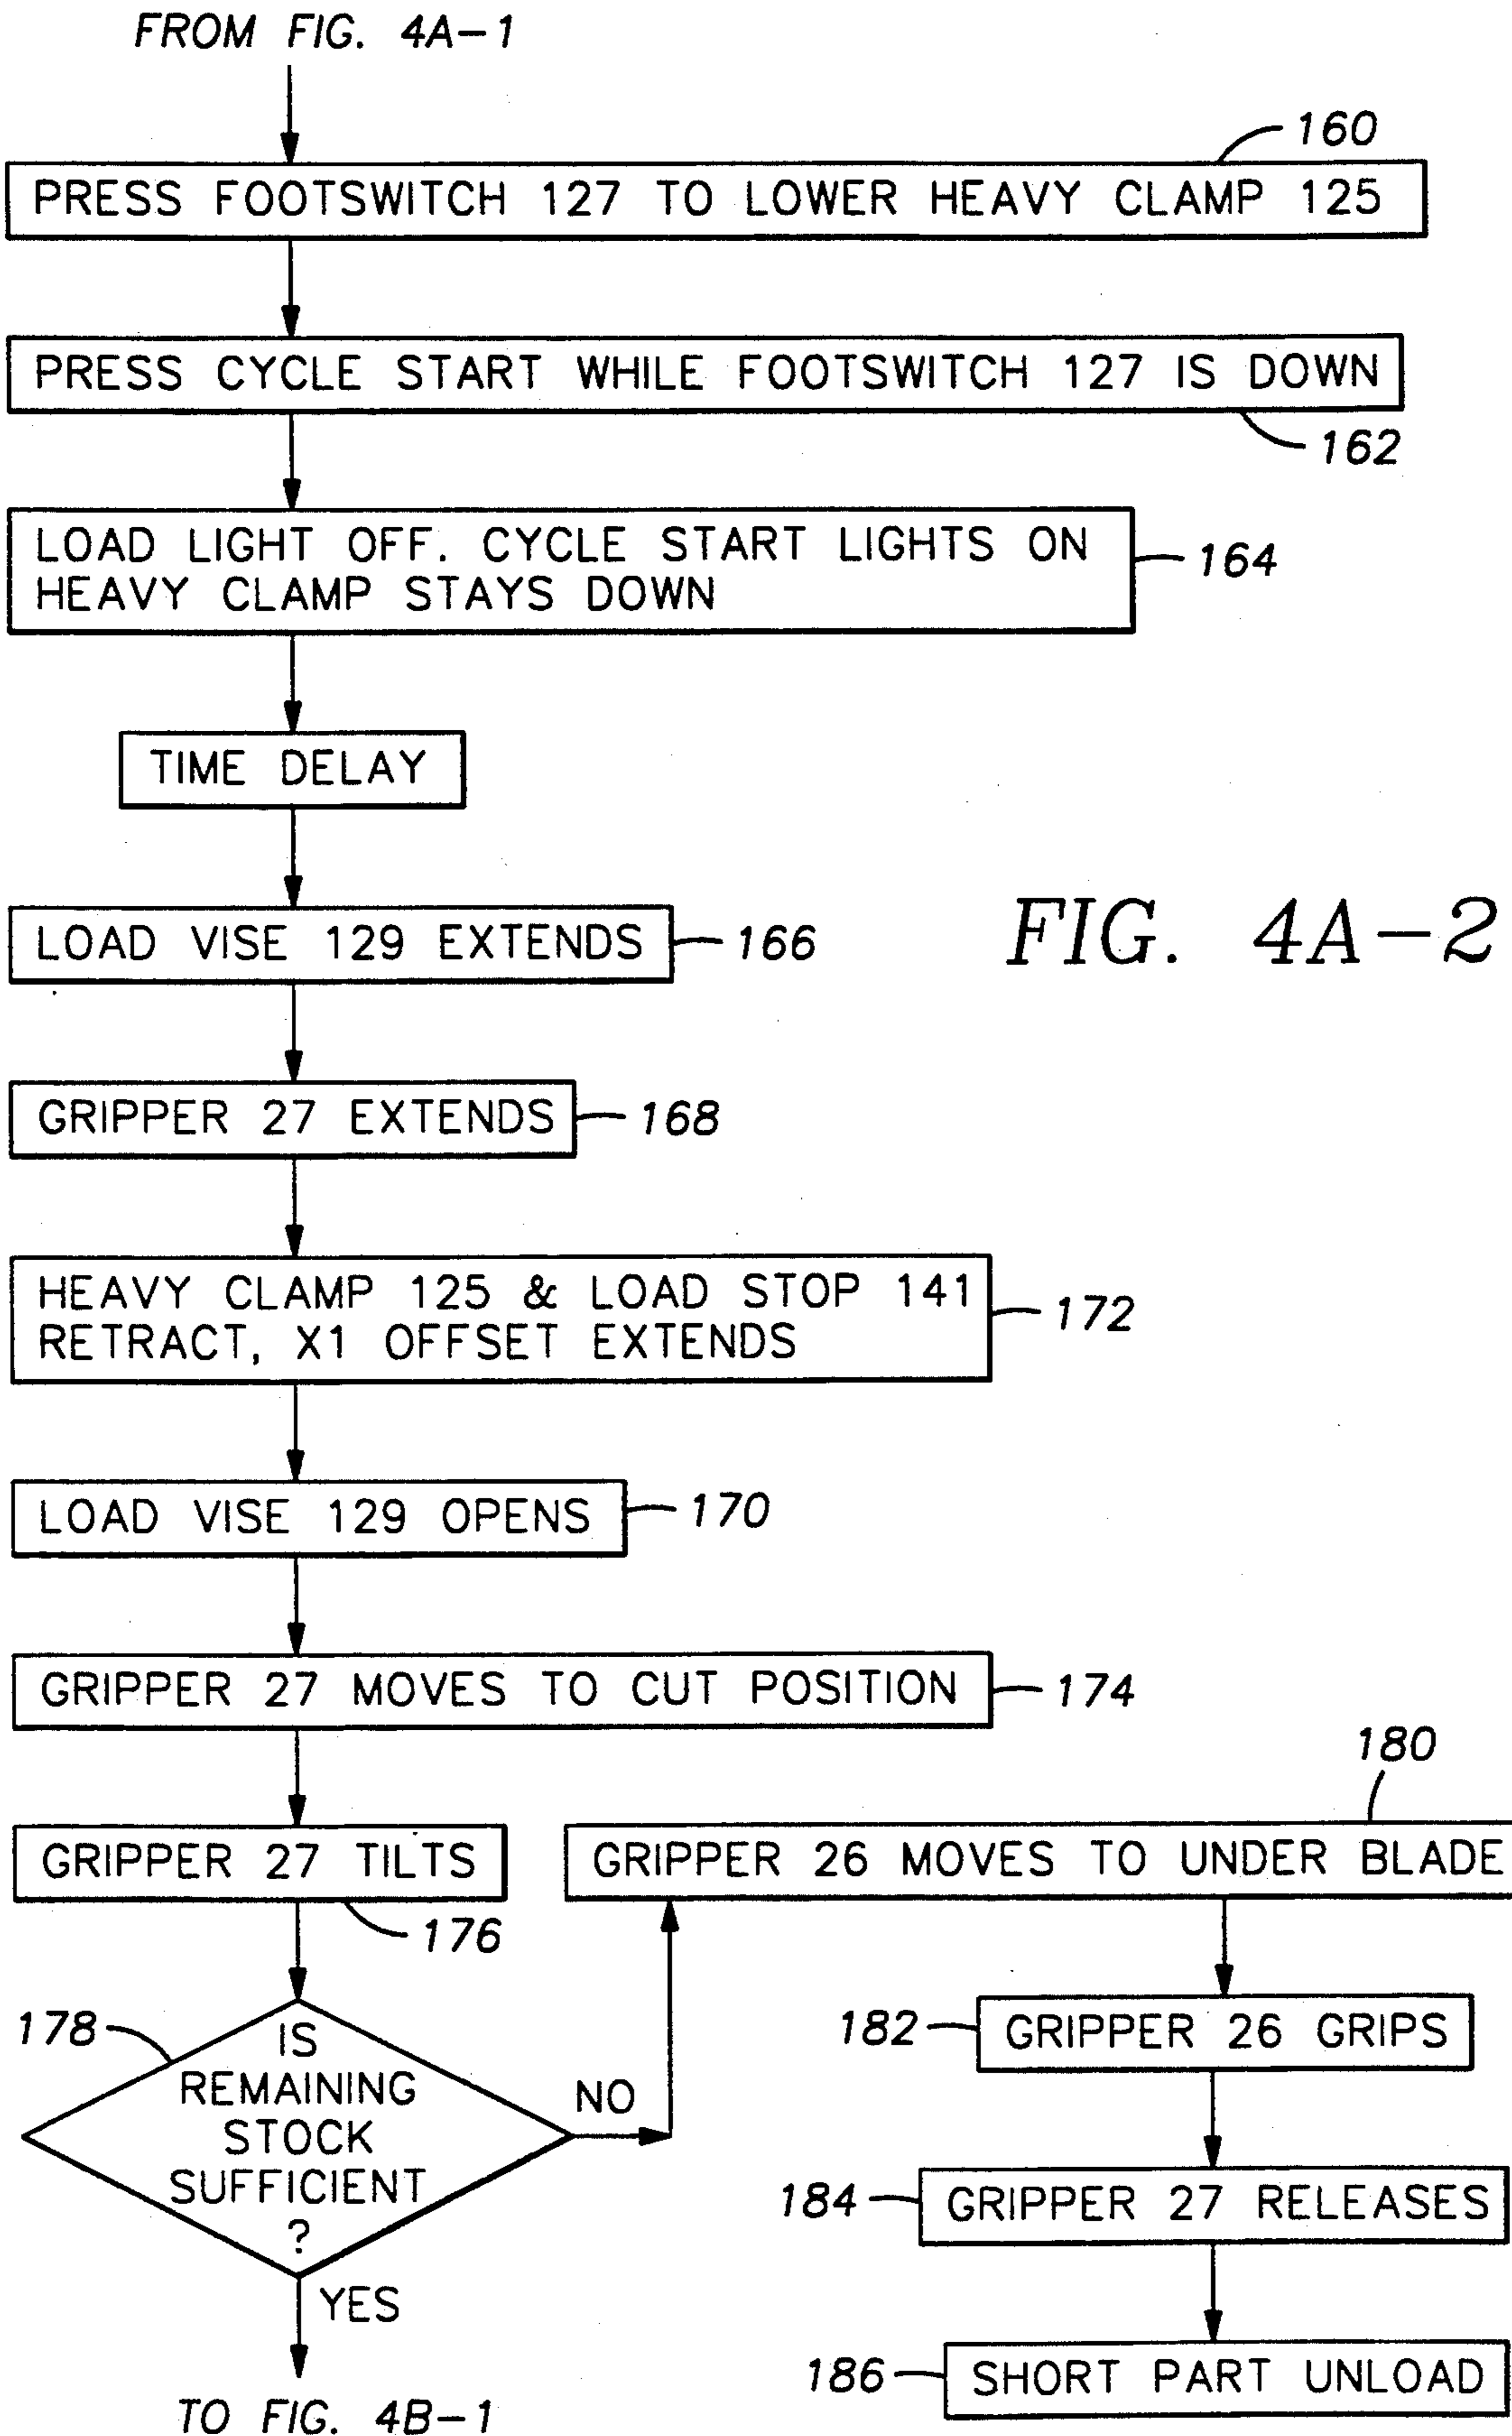 FROM FIG. 4A-1
160
PRESS FOOTSWITCH 127 TO LOWER HEAVY CLAMP 125
PRESS CYCLE START WHILE FOOTSWITCH 127 IS DOWN
162
LOAD LIGHT OFF. CYCLE START LIGHTS ON
HEAVY CLAMP STAYS DOWN
164
TIME DELAY
LOAD VISE 129 EXTENDS
166
FIG. 4A-2
GRIPPER 27 EXTENDS
168
HEAVY CLAMP 125 & LOAD STOP 141
RETRACT, X1 OFFSET EXTENDS
172
LOAD VISE 129 OPENS
170
GRIPPER 27 MOVES TO CUT POSITION
174
GRIPPER 27 TILTS
176
178
IS
REMAINING
STOCK
SUFFICIENT
?
NO
YES
TO FIG. 4B-1
180
GRIPPER 26 MOVES TO UNDER BLADE
182
GRIPPER 26 GRIPS
184
GRIPPER 27 RELEASES
186
SHORT PART UNLOAD